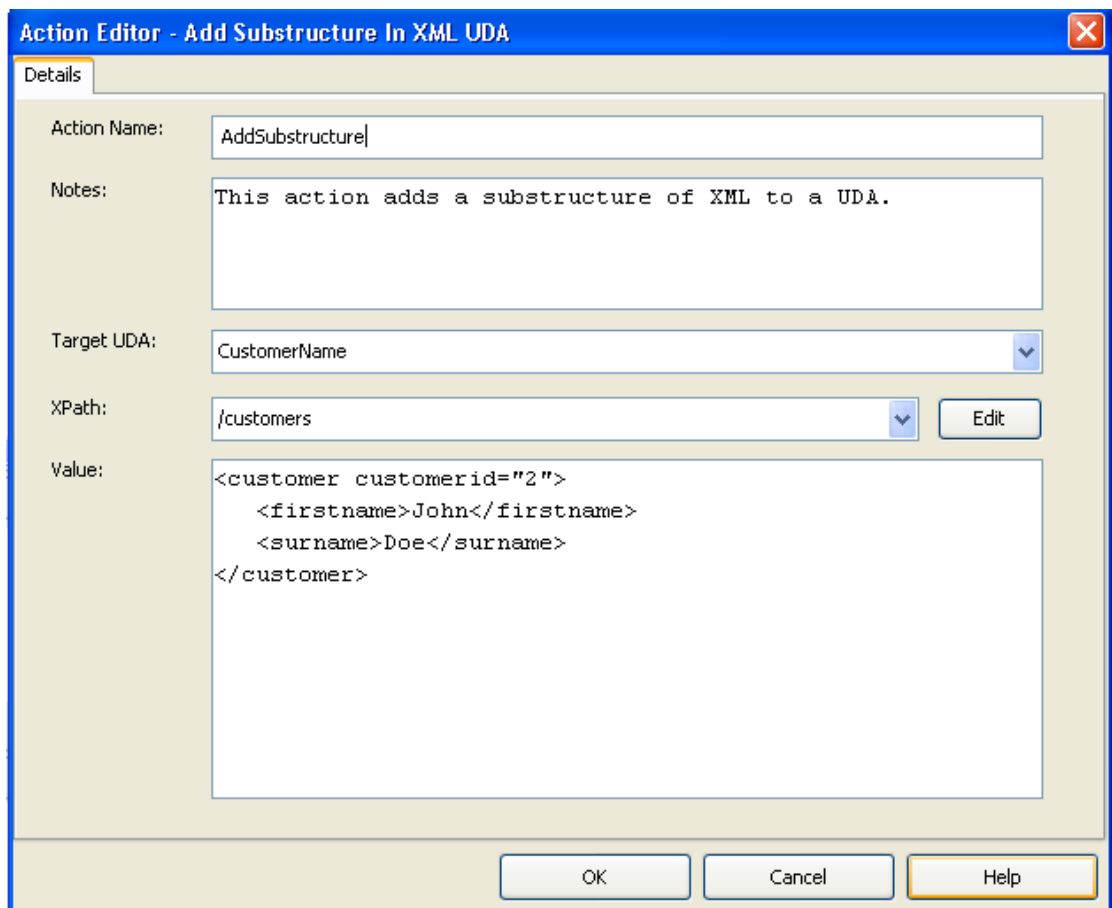 Action Editor - Add Substructure In XML UDA
Details
Action Name:
AddSubstructure
Notes:
This action adds a substructure of XML to a UDA.
Target UDA:
CustomerName
XPath:
/customers
Edit
Value:
<customer customerid="2">
   <firstname>John</firstname>
   <surname>Doe</surname>
</customer>
OK
Cancel
Help